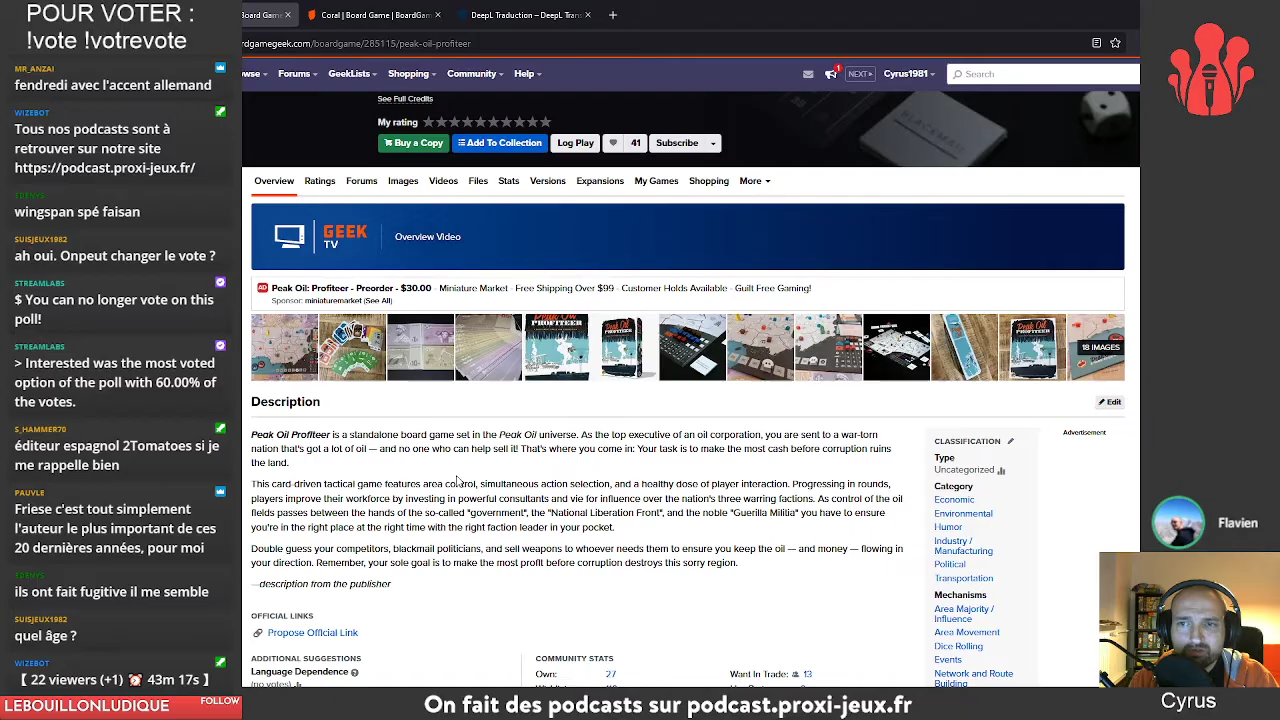 POUR VOTER :
!vote !votrevote
MR_ANZAI
fendredi avec l'accent allemand
WIZEBOT
Tous nos podcasts sont à
retrouver sur notre site
https://podcast.proxi-jeux.fr/
EDENYS
wingspan spé faisan
SUISJEUX1982
ah oui. Onpeut changer le vote ?
STREAMLABS
$ You can no longer vote on this
poll!
STREAMLABS
> Interested was the most voted
option of the poll with 60.00% of
the votes.
S_HAMMER70
éditeur espagnol 2Tomatoes si je
me rappelle bien
PAUVLE
Friese c'est tout simplement
l'auteur le plus important de ces
20 dernières années, pour moi
EDENYS
ils ont fait fugitive il me semble
SUISJEUX1982
quel âge ?
WIZEBOT
【 22 viewers (+1) ⏰ 43m 17s 】
LEBOUILLONLUDIQUE FOLLOW
Board Game × Coral | Board Game | BoardGam × DeepL Traduction – DeepL Tran × +
rdgamegeek.com/boardgame/285115/peak-oil-profiteer
wse Forums GeekLists Shopping Community Help 1 NEXT Cyrus1981 Search
See Full Credits
My rating
Buy a Copy Add To Collection Log Play 41 Subscribe
BLACKMAIL
Overview Ratings Forums Images Videos Files Stats Versions Expansions My Games Shopping More
GEEK TV Overview Video
AD Peak Oil: Profiteer - Preorder - $30.00 - Miniature Market - Free Shipping Over $99 - Customer Holds Available - Guilt Free Gaming!
Sponsor: miniaturemarket (See All)
PEAK OIL PROFITEER
18 IMAGES
Description Edit
Peak Oil Profiteer is a standalone board game set in the Peak Oil universe. As the top executive of an oil corporation, you are sent to a war-torn
nation that's got a lot of oil — and no one who can help sell it! That's where you come in: Your task is to make the most cash before corruption ruins
the land.
This card-driven tactical game features area control, simultaneous action selection, and a healthy dose of player interaction. Progressing in rounds,
players improve their workforce by investing in powerful consultants and vie for influence over the nation's three warring factions. As control of the oil
fields passes between the hands of the so-called "government", the "National Liberation Front", and the noble "Guerilla Militia" you have to ensure
you're in the right place at the right time with the right faction leader in your pocket.
Double guess your competitors, blackmail politicians, and sell weapons to whoever needs them to ensure you keep the oil — and money — flowing in
your direction. Remember, your sole goal is to make the most profit before corruption destroys this sorry region.
—description from the publisher
OFFICIAL LINKS
Propose Official Link
ADDITIONAL SUGGESTIONS
Language Dependence
(no votes)
COMMUNITY STATS
Own: 27
Want In Trade: 13
CLASSIFICATION
Type
Uncategorized
Category
Economic
Environmental
Humor
Industry /
Manufacturing
Political
Transportation
Mechanisms
Area Majority /
Influence
Area Movement
Dice Rolling
Events
Network and Route
Building
Advertisement
Flavien
On fait des podcasts sur podcast.proxi-jeux.fr
Cyrus